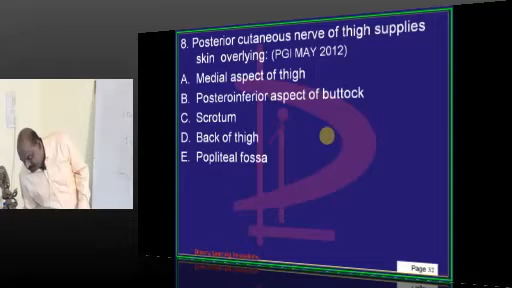 8. Posterior cutaneous nerve of thigh supplies
skin overlying: (PGI MAY 2012)
A. Medial aspect of thigh
B. Posteroinferior aspect of buttock
C. Scrotum
D. Back of thigh
E. Popliteal fossa
Page